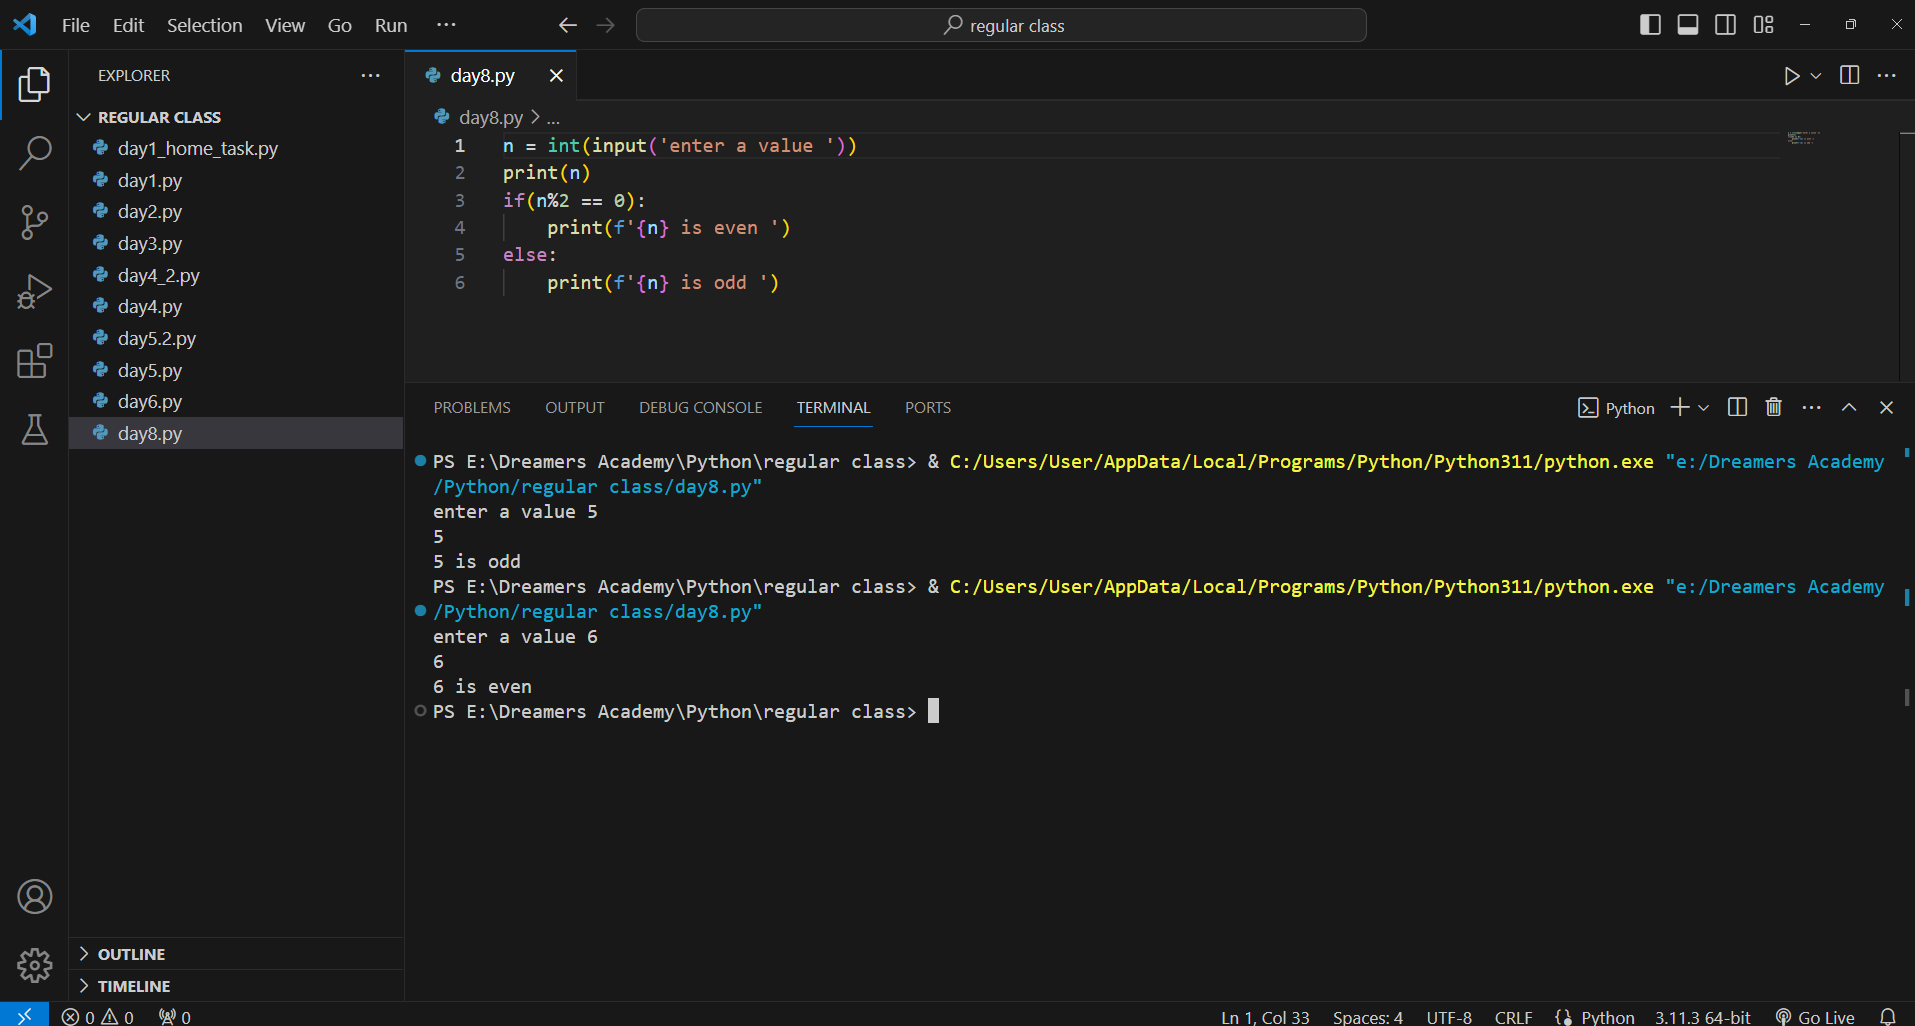 File Edit Selection View Go Run ···
regular class
EXPLORER ···
REGULAR CLASS
day1_home_task.py
day1.py
day2.py
day3.py
day4_2.py
day4.py
day5.2.py
day5.py
day6.py
day8.py
OUTLINE
TIMELINE
day8.py
day8.py > ...
1 n = int(input('enter a value '))
2 print(n)
3 if(n%2 == 0):
4     print(f'{n} is even ')
5 else:
6     print(f'{n} is odd ')
PROBLEMS OUTPUT DEBUG CONSOLE TERMINAL PORTS
Python
PS E:\Dreamers Academy\Python\regular class> & C:/Users/User/AppData/Local/Programs/Python/Python311/python.exe "e:/Dreamers Academy
/Python/regular class/day8.py"
enter a value 5
5
5 is odd
PS E:\Dreamers Academy\Python\regular class> & C:/Users/User/AppData/Local/Programs/Python/Python311/python.exe "e:/Dreamers Academy
/Python/regular class/day8.py"
enter a value 6
6
6 is even
PS E:\Dreamers Academy\Python\regular class>
0 0 0 Ln 1, Col 33 Spaces: 4 UTF-8 CRLF {} Python 3.11.3 64-bit Go Live